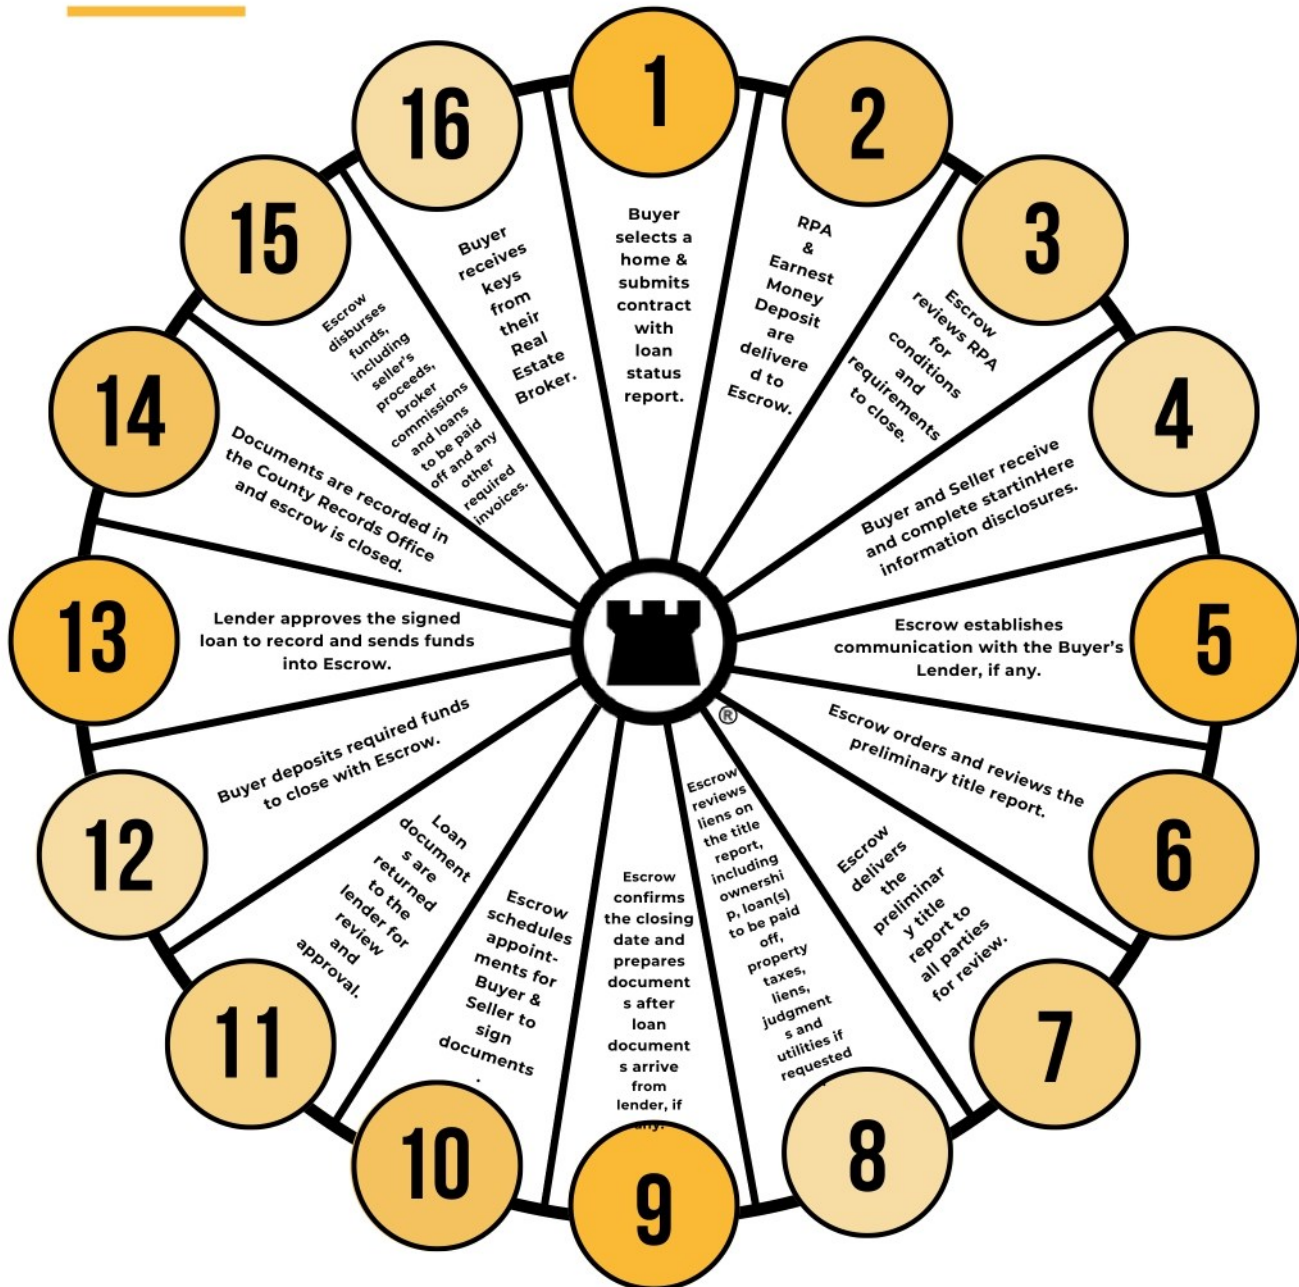 1
Buyer
selects a
home &
submits
contract
with
loan
status
report.
2
RPA
&
Earnest
Money
Deposit
are
delivere
d to
Escrow.
3
Escrow
reviews RPA
for
conditions
and
requirements
to close.
4
Buyer and Seller receive
and complete startinHere
information disclosures.
5
Escrow establishes
communication with the Buyer's
Lender, if any.
6
Escrow orders and reviews the
preliminary title report.
7
Escrow
delivers
the
preliminar
y title
report to
all parties
for review.
8
Escrow
reviews
liens on
the title
report,
including
ownershi
p, loan(s)
to be paid
off,
property
taxes,
liens,
judgment
s and
utilities if
requested
9
Escrow
confirms
the closing
date and
prepares
document
s after
loan
document
s arrive
from
lender, if
any.
10
Escrow
schedules
appoint-
ments for
Buyer &
Seller to
sign
documents
.
11
Loan
document
s are
returned
to the
lender for
review
and
approval.
12
Buyer deposits required funds
to close with Escrow.
13
Lender approves the signed
loan to record and sends funds
into Escrow.
14
Documents are recorded in
the County Records Office
and escrow is closed.
15
Escrow
disburses
funds,
including
seller's
proceeds,
broker
commissions
and loans
to be paid
off and any
other
required
invoices.
16
Buyer
receives
keys
from
their
Real
Estate
Broker.
®